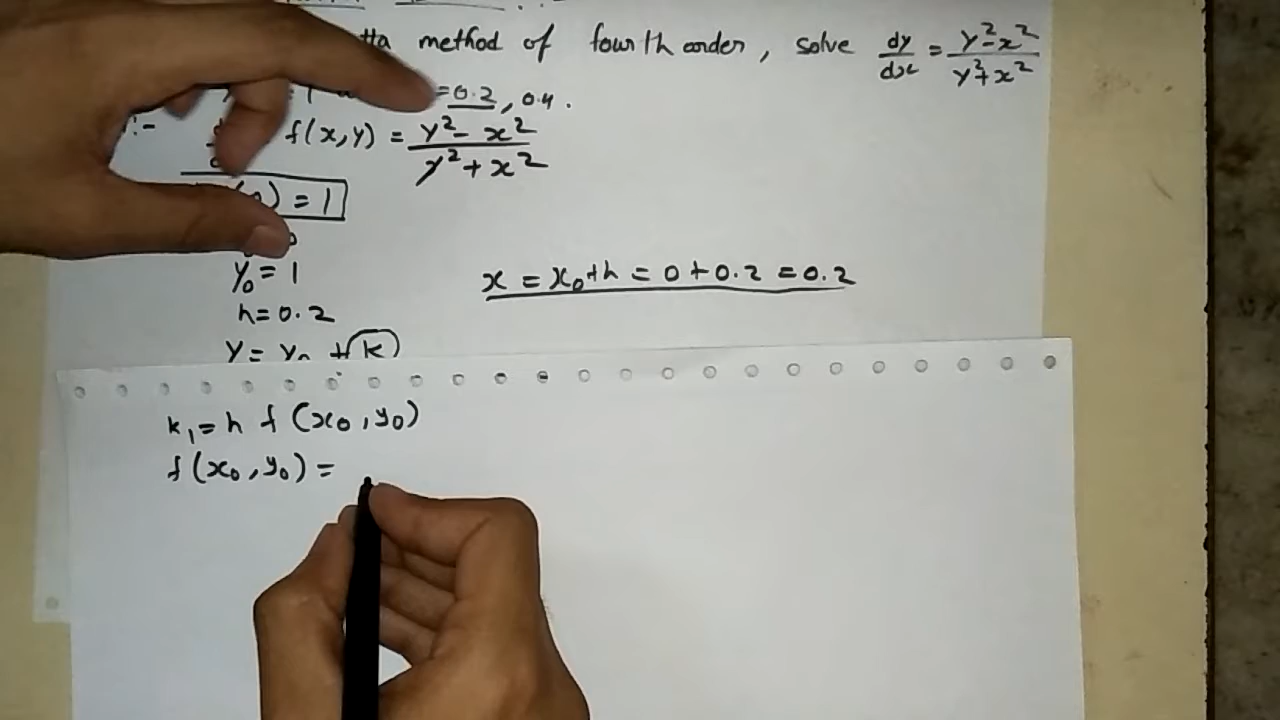 method of fourth order, solve dy/dx = y²-x²/y²+x²
=0.2, 0.4.
f(x,y) = y²-x²/y²+x²
) = 1
y₀ = 1
x = x₀+h = 0+0.2 = 0.2
h=0.2
y = y₀ + k
k₁ = h f(x₀,y₀)
f(x₀,y₀) =